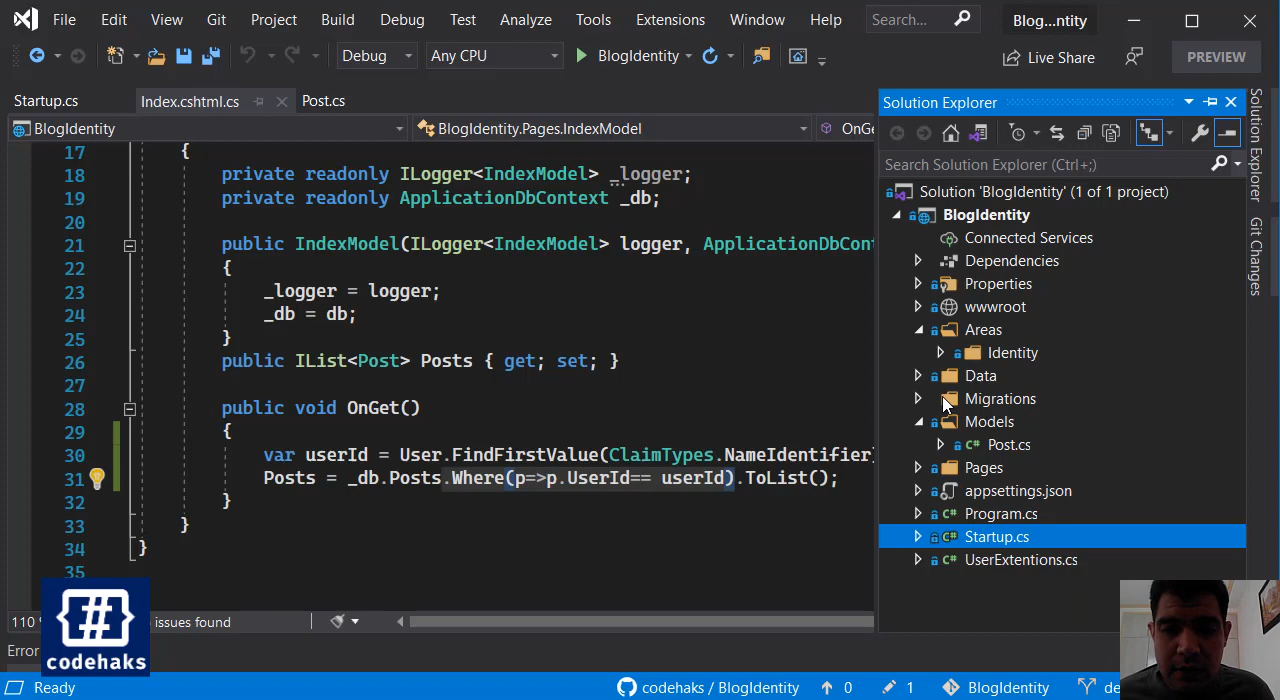 File Edit View Git Project Build Debug Test Analyze Tools Extensions Window Help Search... Blog...ntity
Debug Any CPU BlogIdentity Live Share PREVIEW
Startup.cs Index.cshtml.cs Post.cs
BlogIdentity BlogIdentity.Pages.IndexModel OnGe
17 {
18 private readonly ILogger<IndexModel> _logger;
19 private readonly ApplicationDbContext _db;
20
21 public IndexModel(ILogger<IndexModel> logger, ApplicationDbCont
22 {
23 _logger = logger;
24 _db = db;
25 }
26 public IList<Post> Posts { get; set; }
27
28 public void OnGet()
29 {
30 var userId = User.FindFirstValue(ClaimTypes.NameIdentifier)
31 Posts = _db.Posts.Where(p=>p.UserId== userId).ToList();
32 }
33 }
34 }
35
110 issues found
Error
Solution Explorer
Search Solution Explorer (Ctrl+;)
Solution 'BlogIdentity' (1 of 1 project)
BlogIdentity
Connected Services
Dependencies
Properties
wwwroot
Areas
Identity
Data
Migrations
Models
C# Post.cs
Pages
appsettings.json
C# Program.cs
C# Startup.cs
C# UserExtentions.cs
Solution Explorer
Git Changes
{#}
codehaks
Ready codehaks / BlogIdentity 0 1 BlogIdentity de